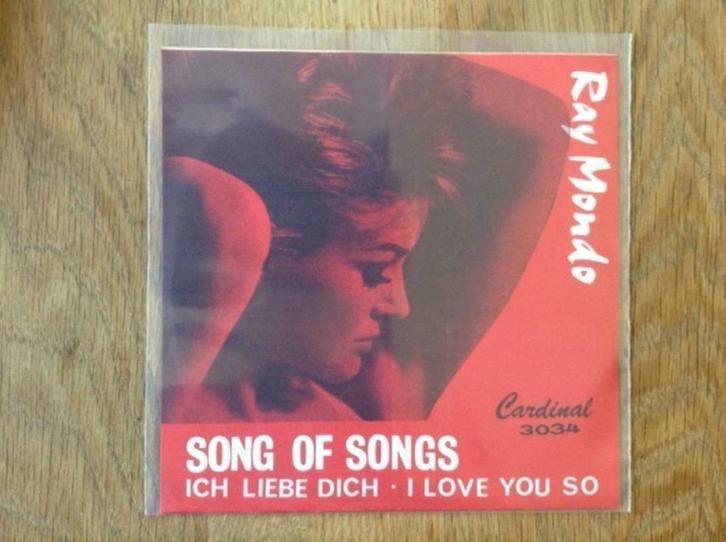 Ray Mondo
Cardinal
3034
SONG OF SONGS
ICH LIEBE DICH · I LOVE YOU SO